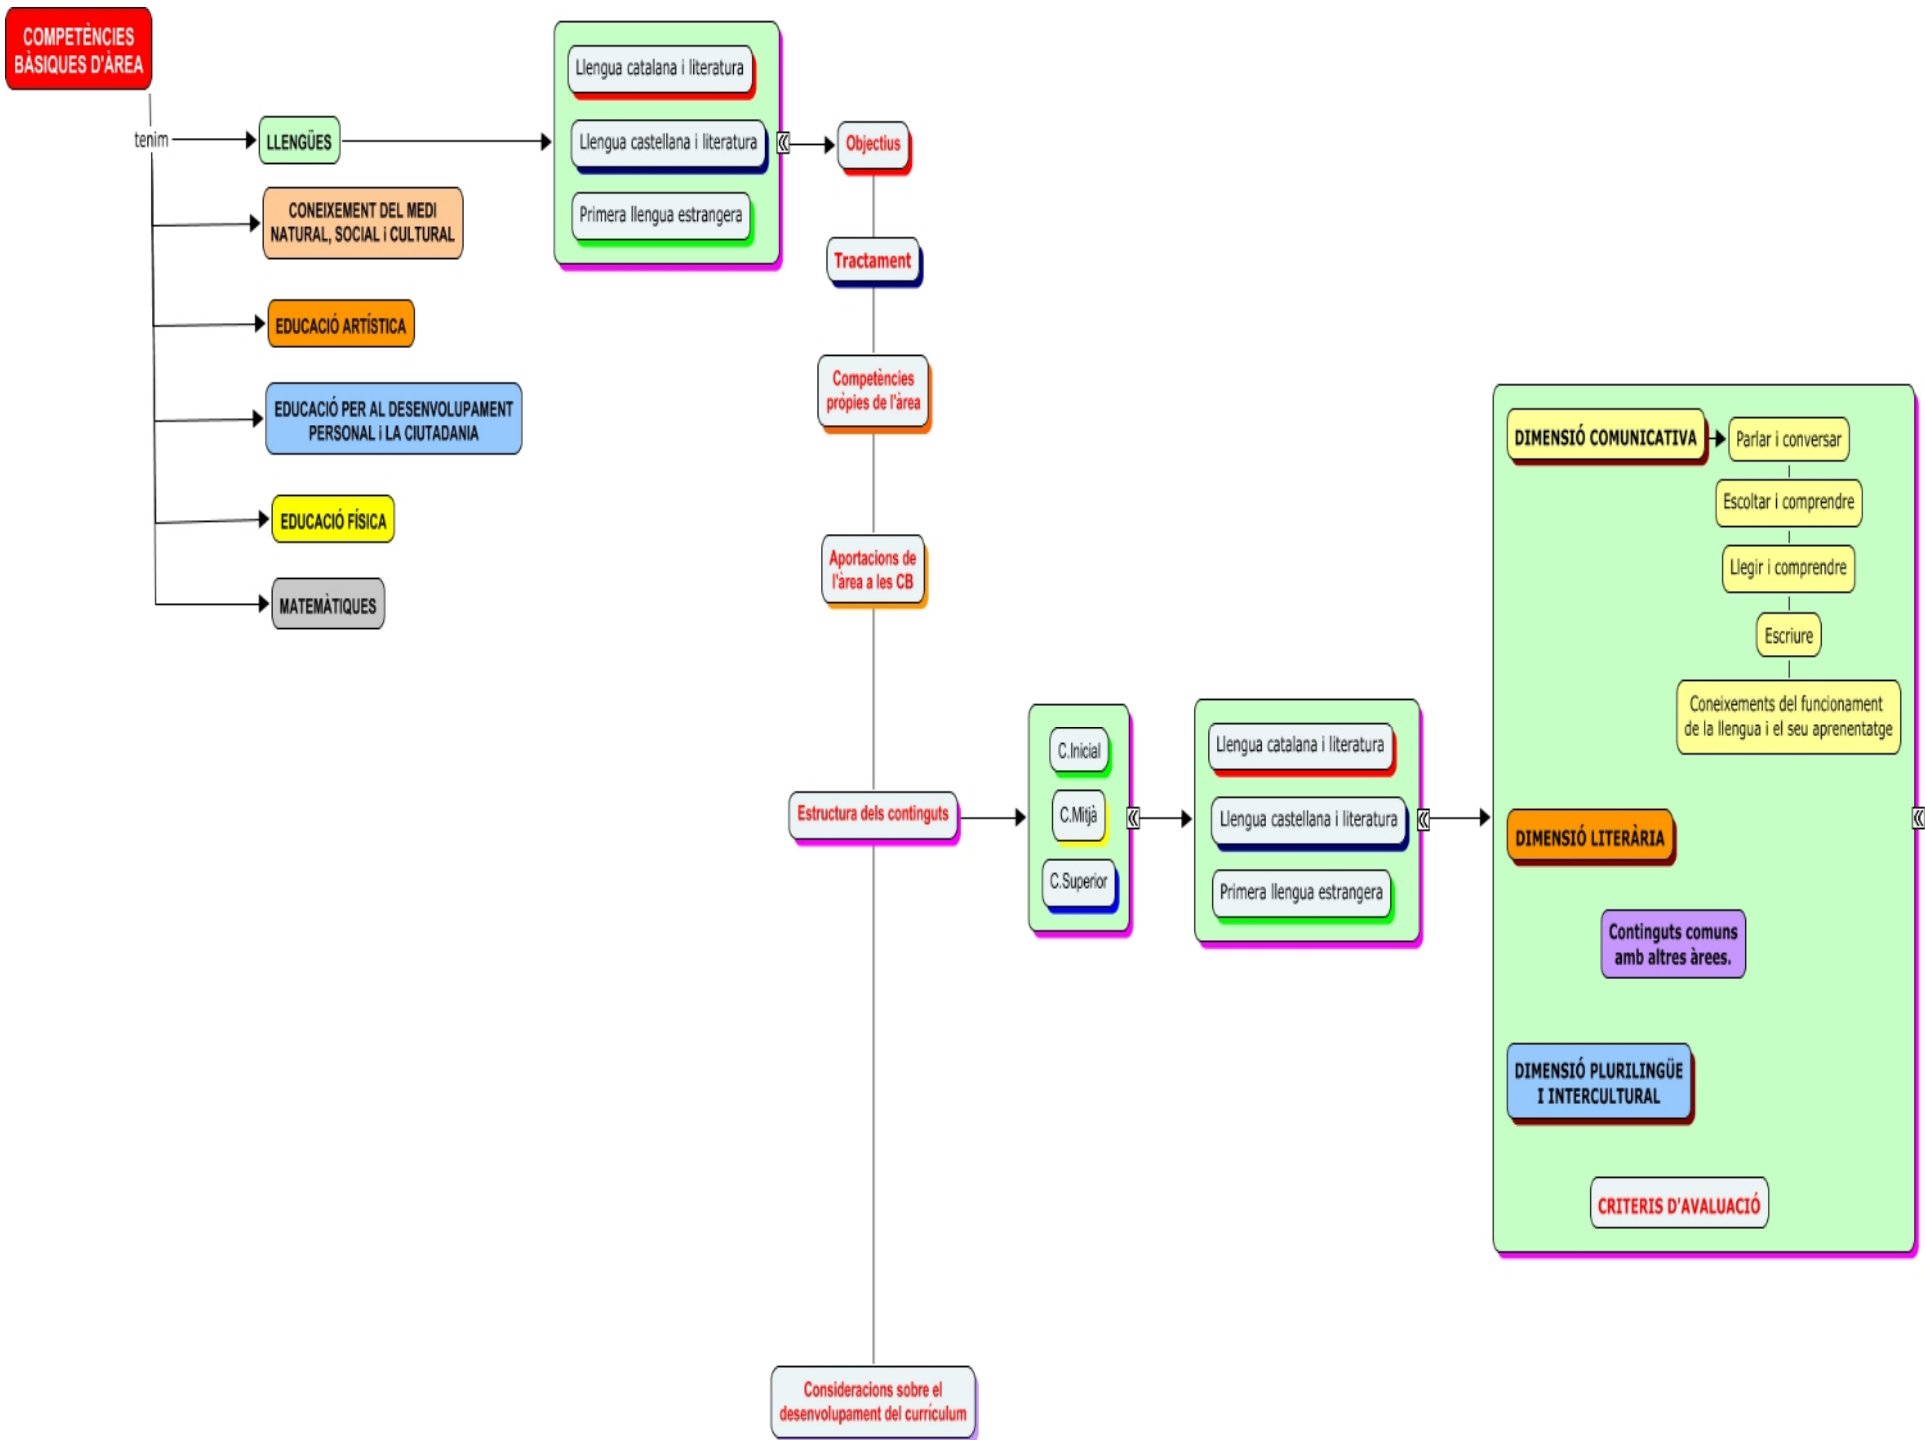 COMPETÈNCIES
BÀSIQUES D'ÀREA
tenim
LLENGÜES
CONEIXEMENT DEL MEDI
NATURAL, SOCIAL i CULTURAL
EDUCACIÓ ARTÍSTICA
EDUCACIÓ PER AL DESENVOLUPAMENT
PERSONAL i LA CIUTADANIA
EDUCACIÓ FÍSICA
MATEMÀTIQUES
Llengua catalana i literatura
Llengua castellana i literatura
Primera llengua estrangera
Objectius
Tractament
Competències
pròpies de l'àrea
Aportacions de
l'àrea a les CB
Estructura dels continguts
Consideracions sobre el
desenvolupament del currículum
C.Inicial
C.Mitjà
C.Superior
Llengua catalana i literatura
Llengua castellana i literatura
Primera llengua estrangera
DIMENSIÓ COMUNICATIVA
Parlar i conversar
Escoltar i comprendre
Llegir i comprendre
Escriure
Coneixements del funcionament
de la llengua i el seu aprenentatge
DIMENSIÓ LITERÀRIA
Continguts comuns
amb altres àrees.
DIMENSIÓ PLURILINGÜE
I INTERCULTURAL
CRITERIS D'AVALUACIÓ